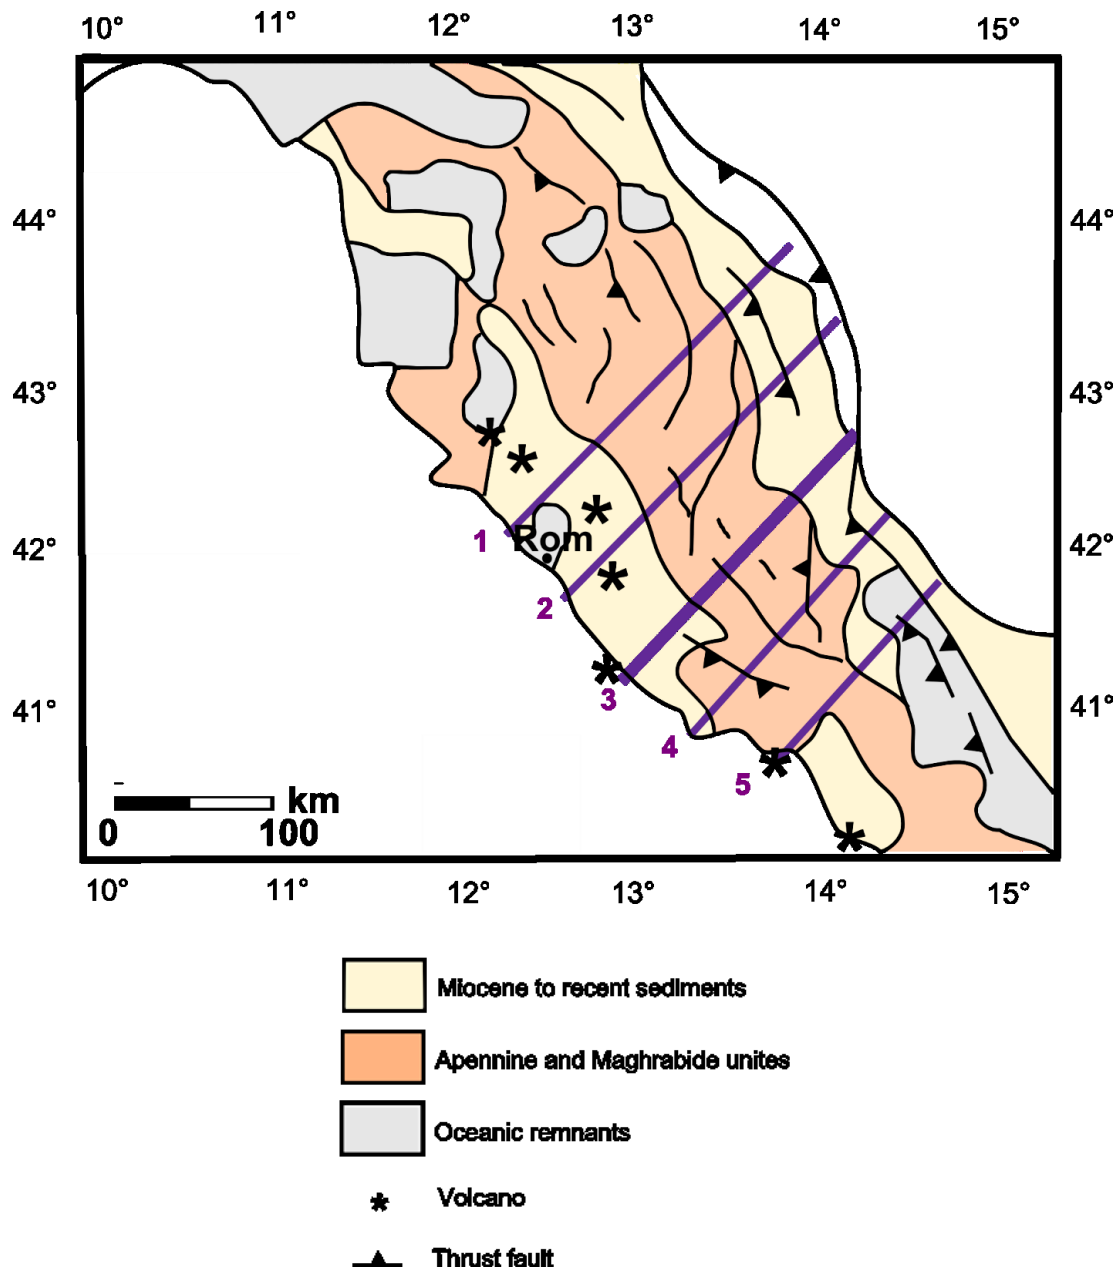 10° 11° 12° 13° 14° 15°
44° 44°
43° 43°
42° 42°
41° 41°
Rom
1
2
3
4
5
km
0 100
10° 11° 12° 13° 14° 15°
Miocene to recent sediments
Apennine and Maghrabide unites
Oceanic remnants
Volcano
Thrust fault